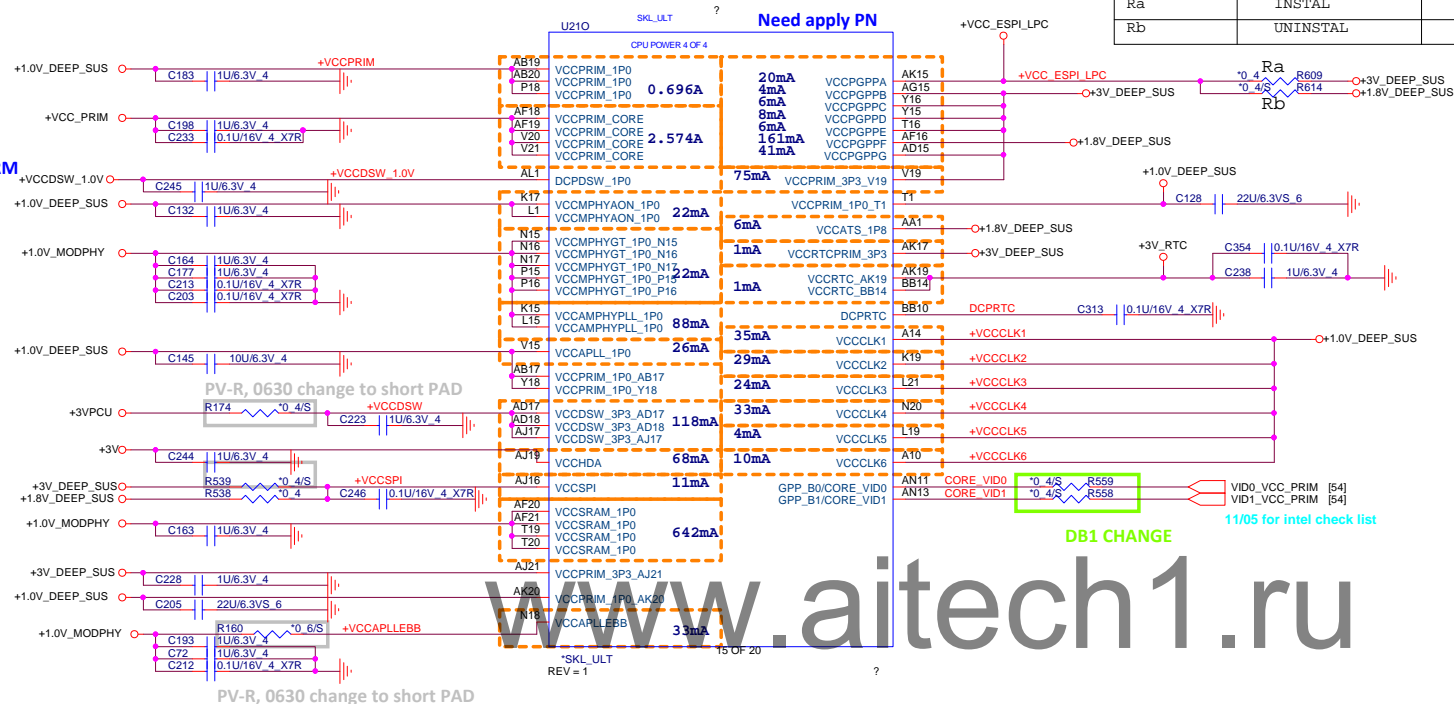 ?
Need apply PN
SKL_ULT
U21O
CPU POWER 4 OF 4
Ra INSTAL
Rb UNINSTAL
+VCC_ESPI_LPC
+1.0V_DEEP_SUS
+VCCPRIM
C183 1U/6.3V_4
AB19 VCCPRIM_1P0
AB20 VCCPRIM_1P0
P18 VCCPRIM_1P0
0.696A
+VCC_PRIM
C198 1U/6.3V_4
C233 0.1U/16V_4_X7R
AF18 VCCPRIM_CORE
AF19 VCCPRIM_CORE
V20 VCCPRIM_CORE
V21 VCCPRIM_CORE
2.574A
+VCCDSW_1.0V
+VCCDSW_1.0V
C245 1U/6.3V_4
AL1 DCPDSW_1P0
+1.0V_DEEP_SUS
C132 1U/6.3V_4
K17 VCCMPHYAON_1P0
L1 VCCMPHYAON_1P0
22mA
+1.0V_MODPHY
C164 1U/6.3V_4
C177 1U/6.3V_4
C213 0.1U/16V_4_X7R
C203 0.1U/16V_4_X7R
N15 VCCMPHYGT_1P0_N15
N16 VCCMPHYGT_1P0_N16
N17 VCCMPHYGT_1P0_N17
P15 VCCMPHYGT_1P0_P15
P16 VCCMPHYGT_1P0_P16
22mA
K15 VCCAMPHYPLL_1P0
L15 VCCAMPHYPLL_1P0
88mA
+1.0V_DEEP_SUS
C145 10U/6.3V_4
V15 VCCAPLL_1P0
26mA
AB17 VCCPRIM_1P0_AB17
Y18 VCCPRIM_1P0_Y18
PV-R, 0630 change to short PAD
+3VPCU
R174 *0_4/S
+VCCDSW
C223 1U/6.3V_4
AD17 VCCDSW_3P3_AD17
AD18 VCCDSW_3P3_AD18
AJ17 VCCDSW_3P3_AJ17
118mA
+3V
C244 1U/6.3V_4
AJ19 VCCHDA
68mA
+3V_DEEP_SUS
R539 *0_4/S
+1.8V_DEEP_SUS
R538 *0_4
+VCCSPI
C246 0.1U/16V_4_X7R
AJ16 VCCSPI
11mA
+1.0V_MODPHY
C163 1U/6.3V_4
AF20 VCCSRAM_1P0
AF21 VCCSRAM_1P0
T19 VCCSRAM_1P0
T20 VCCSRAM_1P0
642mA
+3V_DEEP_SUS
C228 1U/6.3V_4
AJ21 VCCPRIM_3P3_AJ21
+1.0V_DEEP_SUS
C205 22U/6.3VS_6
AK20 VCCPRIM_1P0_AK20
+1.0V_MODPHY
R160 *0_6/S
+VCCAPLLEBB
C193 1U/6.3V_4
C72 1U/6.3V_4
C212 0.1U/16V_4_X7R
N18 VCCAPLLEBB
33mA
PV-R, 0630 change to short PAD
*SKL_ULT
REV = 1
15 OF 20
?
20mA VCCPGPPA AK15
4mA VCCPGPPB AG15
6mA VCCPGPPC Y16
8mA VCCPGPPD Y15
6mA VCCPGPPE T16
161mA VCCPGPPF AF16
41mA VCCPGPPG AD15
+VCC_ESPI_LPC
Ra
*0_4 R609 +3V_DEEP_SUS
*0_4/S R614 +1.8V_DEEP_SUS
Rb
+3V_DEEP_SUS
+1.8V_DEEP_SUS
75mA VCCPRIM_3P3_V19 V19
VCCPRIM_1P0_T1 T1
+1.0V_DEEP_SUS
C128 22U/6.3VS_6
6mA VCCATS_1P8 AA1 +1.8V_DEEP_SUS
1mA VCCRTCPRIM_3P3 AK17 +3V_DEEP_SUS
+3V_RTC
C354 0.1U/16V_4_X7R
C238 1U/6.3V_4
1mA VCCRTC_AK19 AK19
VCCRTC_BB14 BB14
DCPRTC BB10 DCPRTC C313 0.1U/16V_4_X7R
35mA VCCCLK1 A14 +VCCCLK1 +1.0V_DEEP_SUS
29mA VCCCLK2 K19 +VCCCLK2
24mA VCCCLK3 L21 +VCCCLK3
33mA VCCCLK4 N20 +VCCCLK4
4mA VCCCLK5 L19 +VCCCLK5
10mA VCCCLK6 A10 +VCCCLK6
GPP_B0/CORE_VID0 AN11 CORE_VID0 *0_4/S R559 VID0_VCC_PRIM [54]
GPP_B1/CORE_VID1 AN13 CORE_VID1 *0_4/S R558 VID1_VCC_PRIM [54]
11/05 for intel check list
DB1 CHANGE
www.aitech1.ru